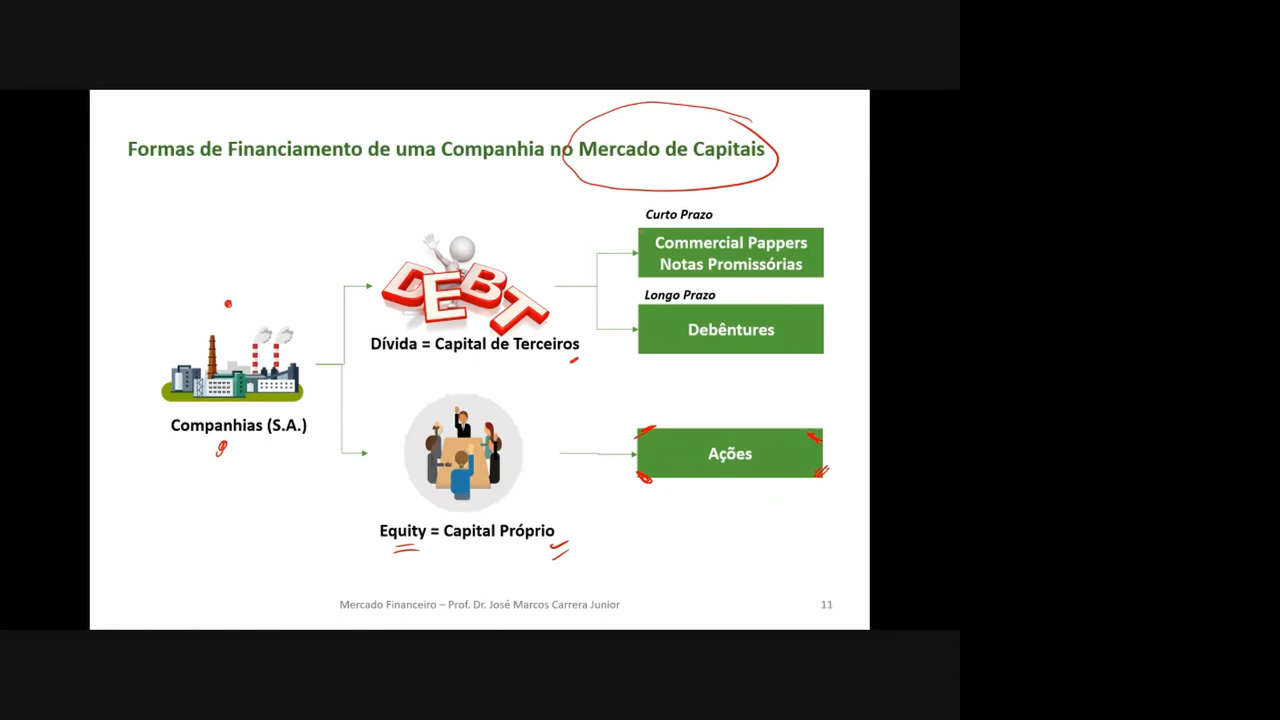 Formas de Financiamento de uma Companhia no Mercado de Capitais
Curto Prazo
Commercial Pappers
Notas Promissórias
DEBT
Longo Prazo
Debêntures
Dívida = Capital de Terceiros
Companhias (S.A.)
Ações
Equity = Capital Próprio
Mercado Financeiro – Prof. Dr. José Marcos Carrera Junior
11